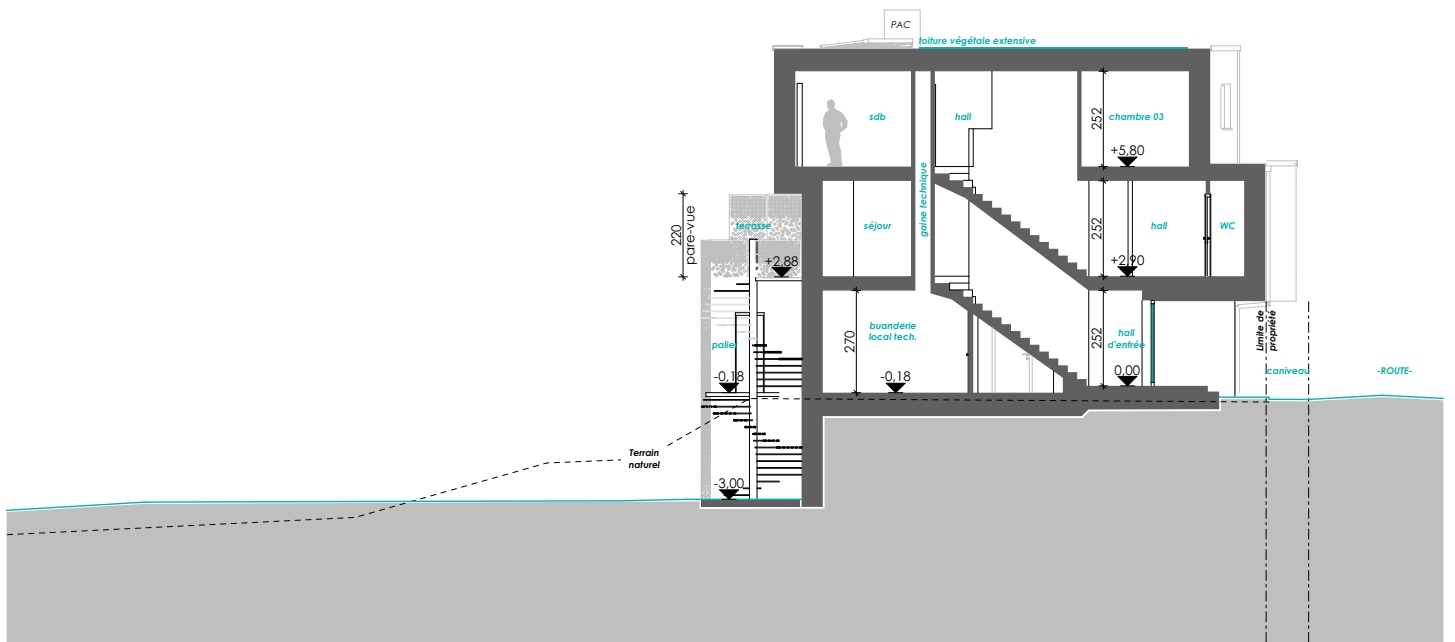 PAC
toiture végétale extensive
sdb
hall
252
chambre 03
+5,80
gaine technique
220
pare-vue
terrasse
+2,88
séjour
252
hall
WC
+2,90
palier
-0,18
270
buanderie
local tech.
-0,18
252
hall
d'entrée
0,00
Limite de
propriété
caniveau
-ROUTE-
Terrain
naturel
-3,00